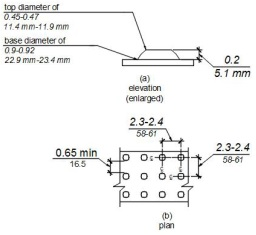 top diameter of
0.45-0.47
11.4 mm-11.9 mm
base diameter of
0.9-0.92
22.9 mm-23.4 mm
0.2
5.1 mm
(a)
elevation
(enlarged)
2.3-2.4
58-61
0.65 min
16.5
2.3-2.4
58-61
(b)
plan